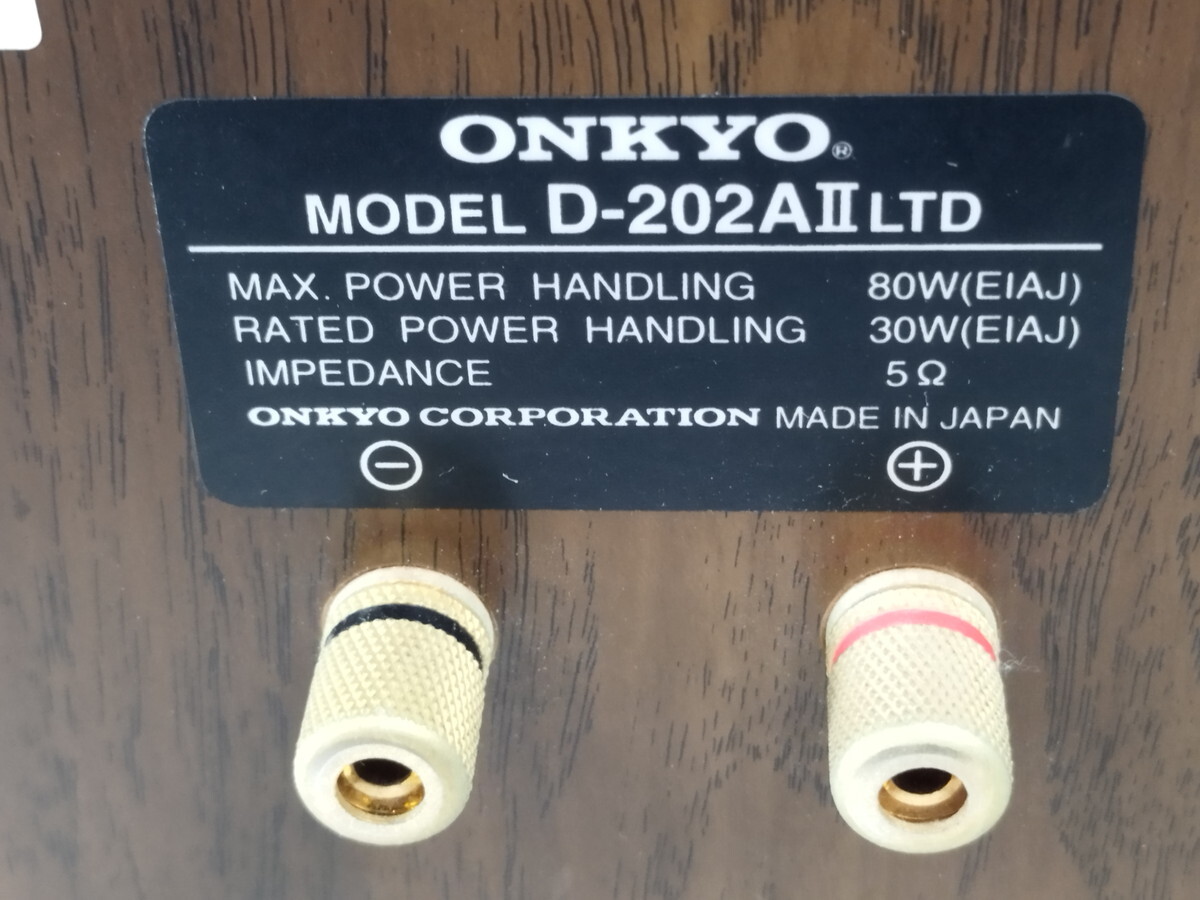 ONKYO®
MODEL D-202AⅡ LTD
MAX. POWER HANDLING 80W(EIAJ)
RATED POWER HANDLING 30W(EIAJ)
IMPEDANCE 5Ω
ONKYO CORPORATION MADE IN JAPAN
⊖ ⊕